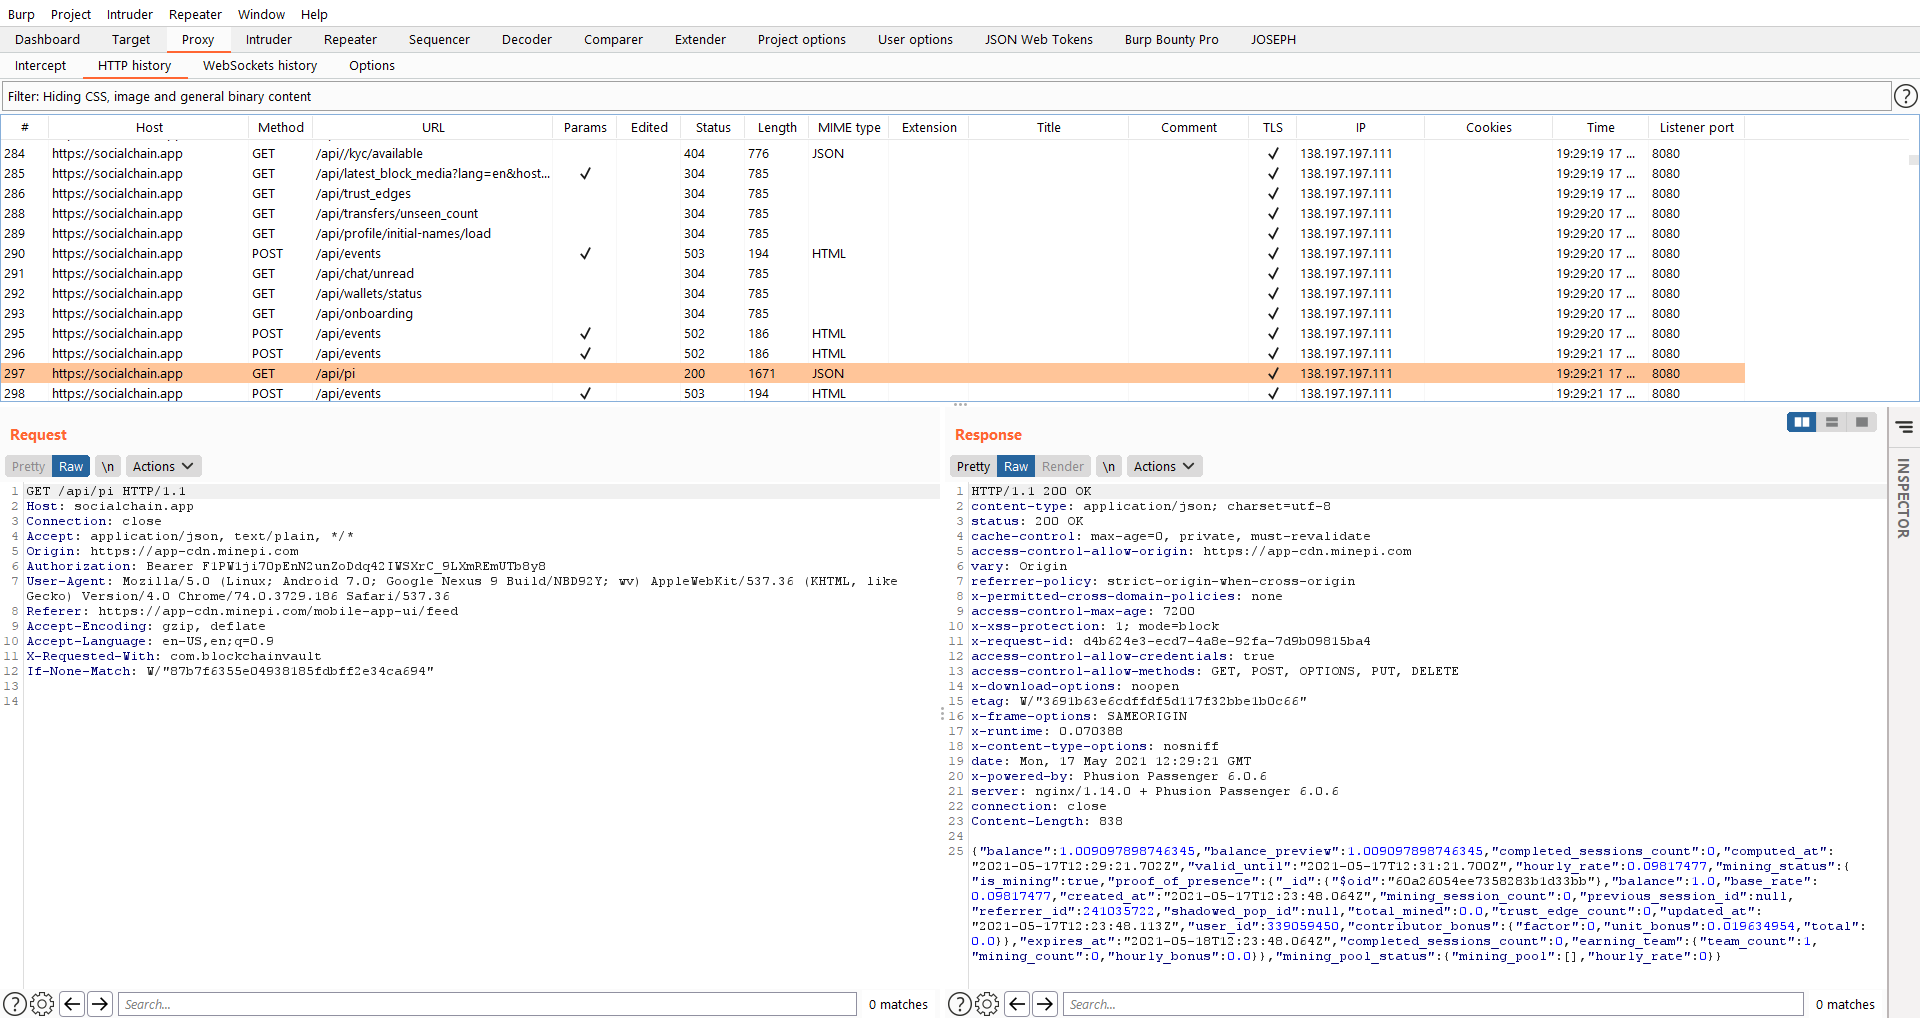 Burp Project Intruder Repeater Window Help
Dashboard Target Proxy Intruder Repeater Sequencer Decoder Comparer Extender Project options User options JSON Web Tokens Burp Bounty Pro JOSEPH
Intercept HTTP history WebSockets history Options
Filter: Hiding CSS, image and general binary content
# Host Method URL Params Edited Status Length MIME type Extension Title Comment TLS IP Cookies Time Listener port
284 https://socialchain.app GET /api//kyc/available 404 776 JSON ✓ 138.197.197.111 19:29:19 17 ... 8080
285 https://socialchain.app GET /api/latest_block_media?lang=en&host... ✓ 304 785 ✓ 138.197.197.111 19:29:19 17 ... 8080
286 https://socialchain.app GET /api/trust_edges 304 785 ✓ 138.197.197.111 19:29:19 17 ... 8080
288 https://socialchain.app GET /api/transfers/unseen_count 304 785 ✓ 138.197.197.111 19:29:20 17 ... 8080
289 https://socialchain.app GET /api/profile/initial-names/load 304 785 ✓ 138.197.197.111 19:29:20 17 ... 8080
290 https://socialchain.app POST /api/events ✓ 503 194 HTML ✓ 138.197.197.111 19:29:20 17 ... 8080
291 https://socialchain.app GET /api/chat/unread 304 785 ✓ 138.197.197.111 19:29:20 17 ... 8080
292 https://socialchain.app GET /api/wallets/status 304 785 ✓ 138.197.197.111 19:29:20 17 ... 8080
293 https://socialchain.app GET /api/onboarding 304 785 ✓ 138.197.197.111 19:29:20 17 ... 8080
295 https://socialchain.app POST /api/events ✓ 502 186 HTML ✓ 138.197.197.111 19:29:20 17 ... 8080
296 https://socialchain.app POST /api/events ✓ 502 186 HTML ✓ 138.197.197.111 19:29:21 17 ... 8080
297 https://socialchain.app GET /api/pi 200 1671 JSON ✓ 138.197.197.111 19:29:21 17 ... 8080
298 https://socialchain.app POST /api/events ✓ 503 194 HTML ✓ 138.197.197.111 19:29:21 17 ... 8080
Request
Pretty Raw \n Actions
1 GET /api/pi HTTP/1.1
2 Host: socialchain.app
3 Connection: close
4 Accept: application/json, text/plain, */*
5 Origin: https://app-cdn.minepi.com
6 Authorization: Bearer F1PW1ji70pEnN2unZoDdq42IWSXrC_9LXmREmUTb8y8
7 User-Agent: Mozilla/5.0 (Linux; Android 7.0; Google Nexus 9 Build/NBD92Y; wv) AppleWebKit/537.36 (KHTML, like
Gecko) Version/4.0 Chrome/74.0.3729.186 Safari/537.36
8 Referer: https://app-cdn.minepi.com/mobile-app-ui/feed
9 Accept-Encoding: gzip, deflate
10 Accept-Language: en-US,en;q=0.9
11 X-Requested-With: com.blockchainvault
12 If-None-Match: W/"87b7f6355e04938185fdbff2e34ca694"
13
14
Response
Pretty Raw Render \n Actions
1 HTTP/1.1 200 OK
2 content-type: application/json; charset=utf-8
3 status: 200 OK
4 cache-control: max-age=0, private, must-revalidate
5 access-control-allow-origin: https://app-cdn.minepi.com
6 vary: Origin
7 referrer-policy: strict-origin-when-cross-origin
8 x-permitted-cross-domain-policies: none
9 access-control-max-age: 7200
10 x-xss-protection: 1; mode=block
11 x-request-id: d4b624e3-ecd7-4a8e-92fa-7d9b09815ba4
12 access-control-allow-credentials: true
13 access-control-allow-methods: GET, POST, OPTIONS, PUT, DELETE
14 x-download-options: noopen
15 etag: W/"3691b63e6cdffdf5d117f32bbe1b0c66"
16 x-frame-options: SAMEORIGIN
17 x-runtime: 0.070388
18 x-content-type-options: nosniff
19 date: Mon, 17 May 2021 12:29:21 GMT
20 x-powered-by: Phusion Passenger 6.0.6
21 server: nginx/1.14.0 + Phusion Passenger 6.0.6
22 connection: close
23 Content-Length: 838
24
25 {"balance":1.009097898746345,"balance_preview":1.009097898746345,"completed_sessions_count":0,"computed_at":
"2021-05-17T12:29:21.702Z","valid_until":"2021-05-17T12:31:21.700Z","hourly_rate":0.09817477,"mining_status":{
"is_mining":true,"proof_of_presence":{"_id":{"$oid":"60a26054ee7358283b1d33bb"},"balance":1.0,"base_rate":
0.09817477,"created_at":"2021-05-17T12:23:48.064Z","mining_session_count":0,"previous_session_id":null,
"referrer_id":241035722,"shadowed_pop_id":null,"total_mined":0.0,"trust_edge_count":0,"updated_at":
"2021-05-17T12:23:48.113Z","user_id":339059450,"contributor_bonus":{"factor":0,"unit_bonus":0.019634954,"total":
0.0}},"expires_at":"2021-05-18T12:23:48.064Z","completed_sessions_count":0,"earning_team":{"team_count":1,
"mining_count":0,"hourly_bonus":0.0}},"mining_pool_status":{"mining_pool":[],"hourly_rate":0}}
INSPECTOR
Search... 0 matches
Search... 0 matches